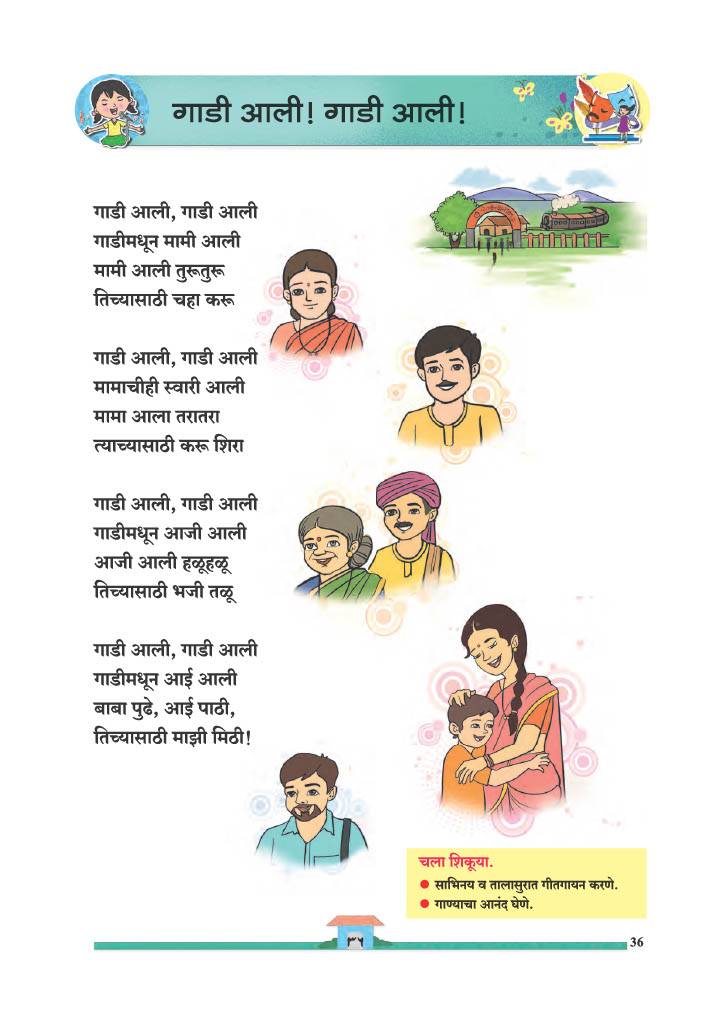 गाडी आली! गाडी आली!
गाडी आली, गाडी आली
गाडीमधून मामी आली
मामी आली तुरूतुरू
तिच्यासाठी चहा करू
गाडी आली, गाडी आली
मामाचीही स्वारी आली
मामा आला तरातरा
त्याच्यासाठी करू शिरा
गाडी आली, गाडी आली
गाडीमधून आजी आली
आजी आली हळूहळू
तिच्यासाठी भजी तळू
गाडी आली, गाडी आली
गाडीमधून आई आली
बाबा पुढे, आई पाठी,
तिच्यासाठी माझी मिठी!
चला शिकूया.
● साभिनय व तालासुरात गीतगायन करणे.
● गाण्याचा आनंद घेणे.
36